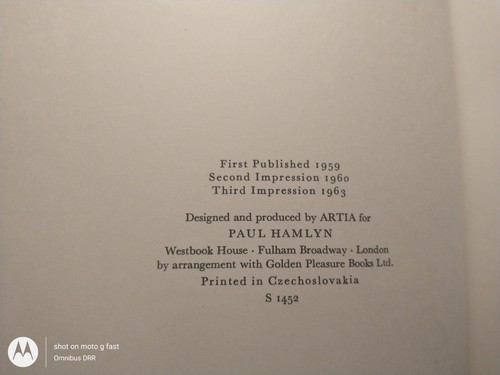 First Published 1959
Second Impression 1960
Third Impression 1963
Designed and produced by ARTIA for
PAUL HAMLYN
Westbook House · Fulham Broadway · London
by arrangement with Golden Pleasure Books Ltd.
Printed in Czechoslovakia
S 1452
shot on moto g fast
Omnibus DRR